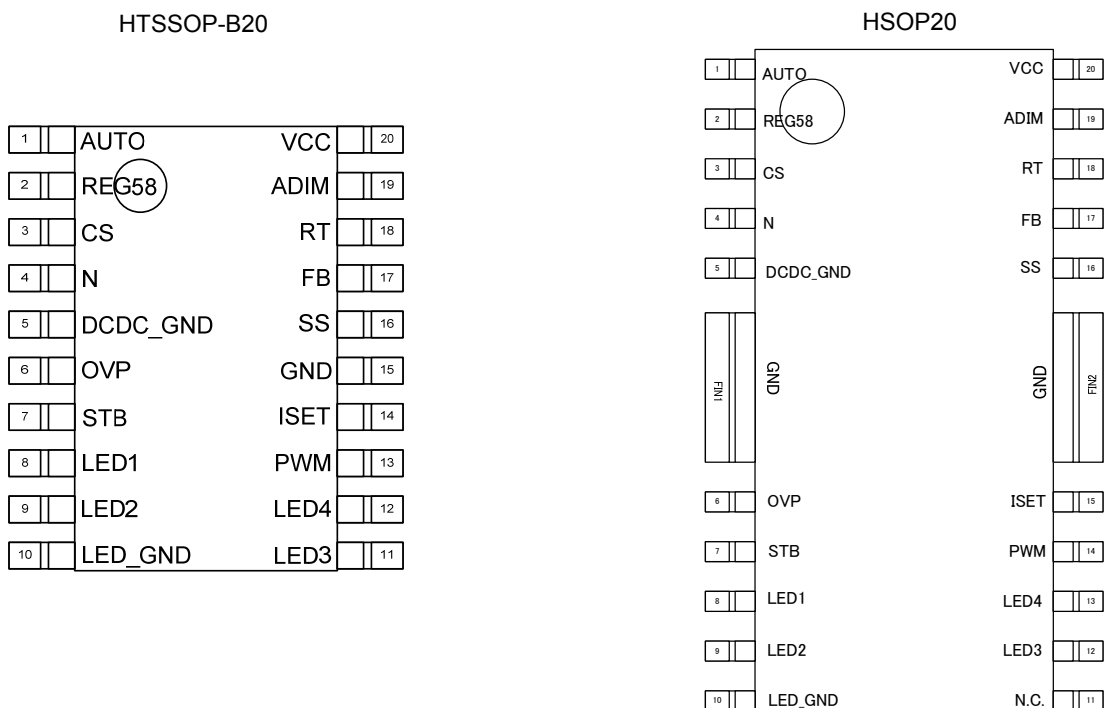 HTSSOP-B20
1 AUTO VCC 20
2 REG58 ADIM 19
3 CS RT 18
4 N FB 17
5 DCDC_GND SS 16
6 OVP GND 15
7 STB ISET 14
8 LED1 PWM 13
9 LED2 LED4 12
10 LED_GND LED3 11
HSOP20
1 AUTO VCC 20
2 REG58 ADIM 19
3 CS RT 18
4 N FB 17
5 DCDC_GND SS 16
FIN1 GND GND FIN2
6 OVP ISET 15
7 STB PWM 14
8 LED1 LED4 13
9 LED2 LED3 12
10 LED_GND N.C. 11